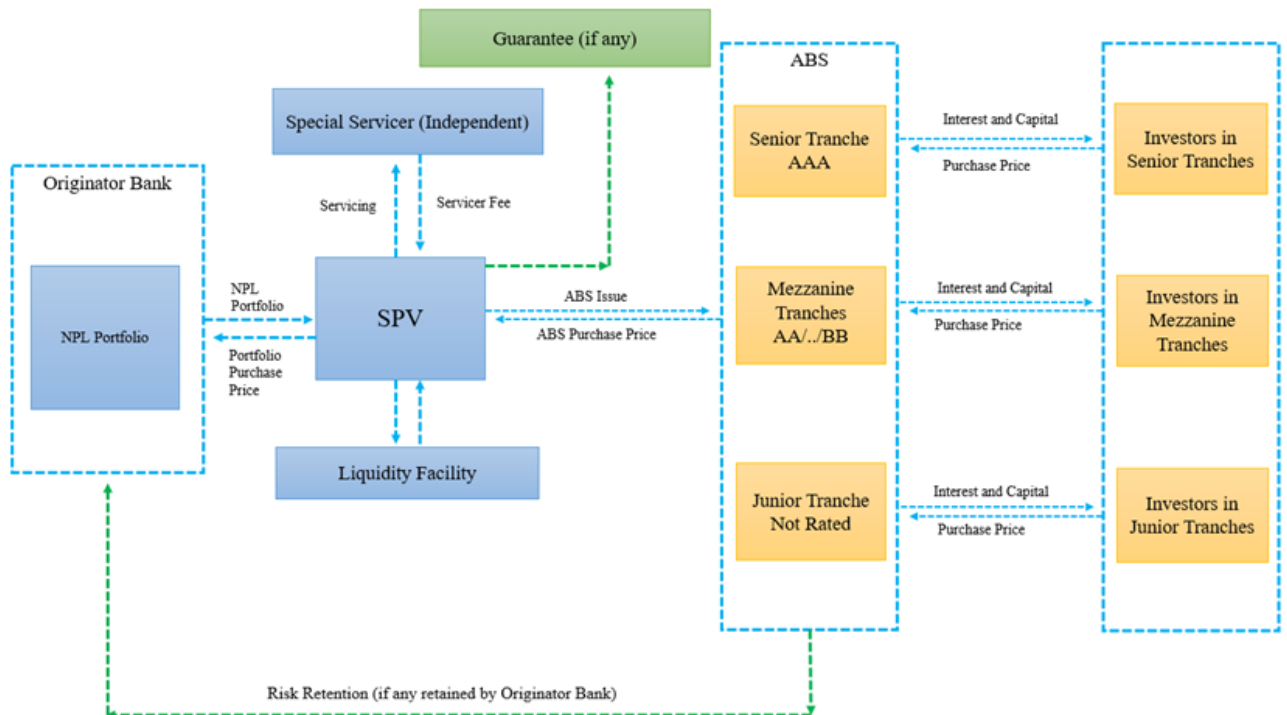 Guarantee (if any)
ABS
Special Servicer (Independent)
Senior Tranche
AAA
Interest and Capital
Purchase Price
Investors in
Senior Tranches
Originator Bank
Servicing
Servicer Fee
NPL Portfolio
NPL
Portfolio
Portfolio
Purchase
Price
SPV
ABS Issue
ABS Purchase Price
Mezzanine
Tranches
AA/../BB
Interest and Capital
Purchase Price
Investors in
Mezzanine
Tranches
Liquidity Facility
Junior Tranche
Not Rated
Interest and Capital
Purchase Price
Investors in
Junior Tranches
Risk Retention (if any retained by Originator Bank)